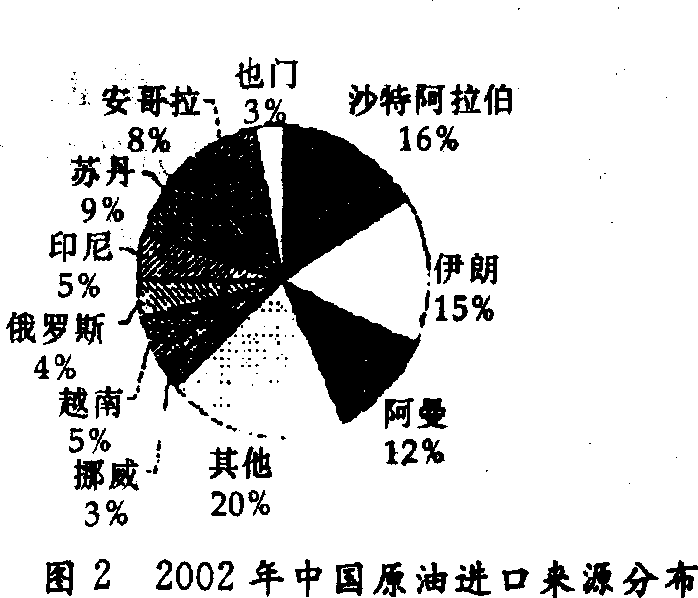 也门
3%
沙特阿拉伯
16%
伊朗
15%
阿曼
12%
其他
20%
挪威
3%
越南
5%
俄罗斯
4%
印尼
5%
苏丹
9%
安哥拉
8%
图 2 2002 年中国原油进口来源分布